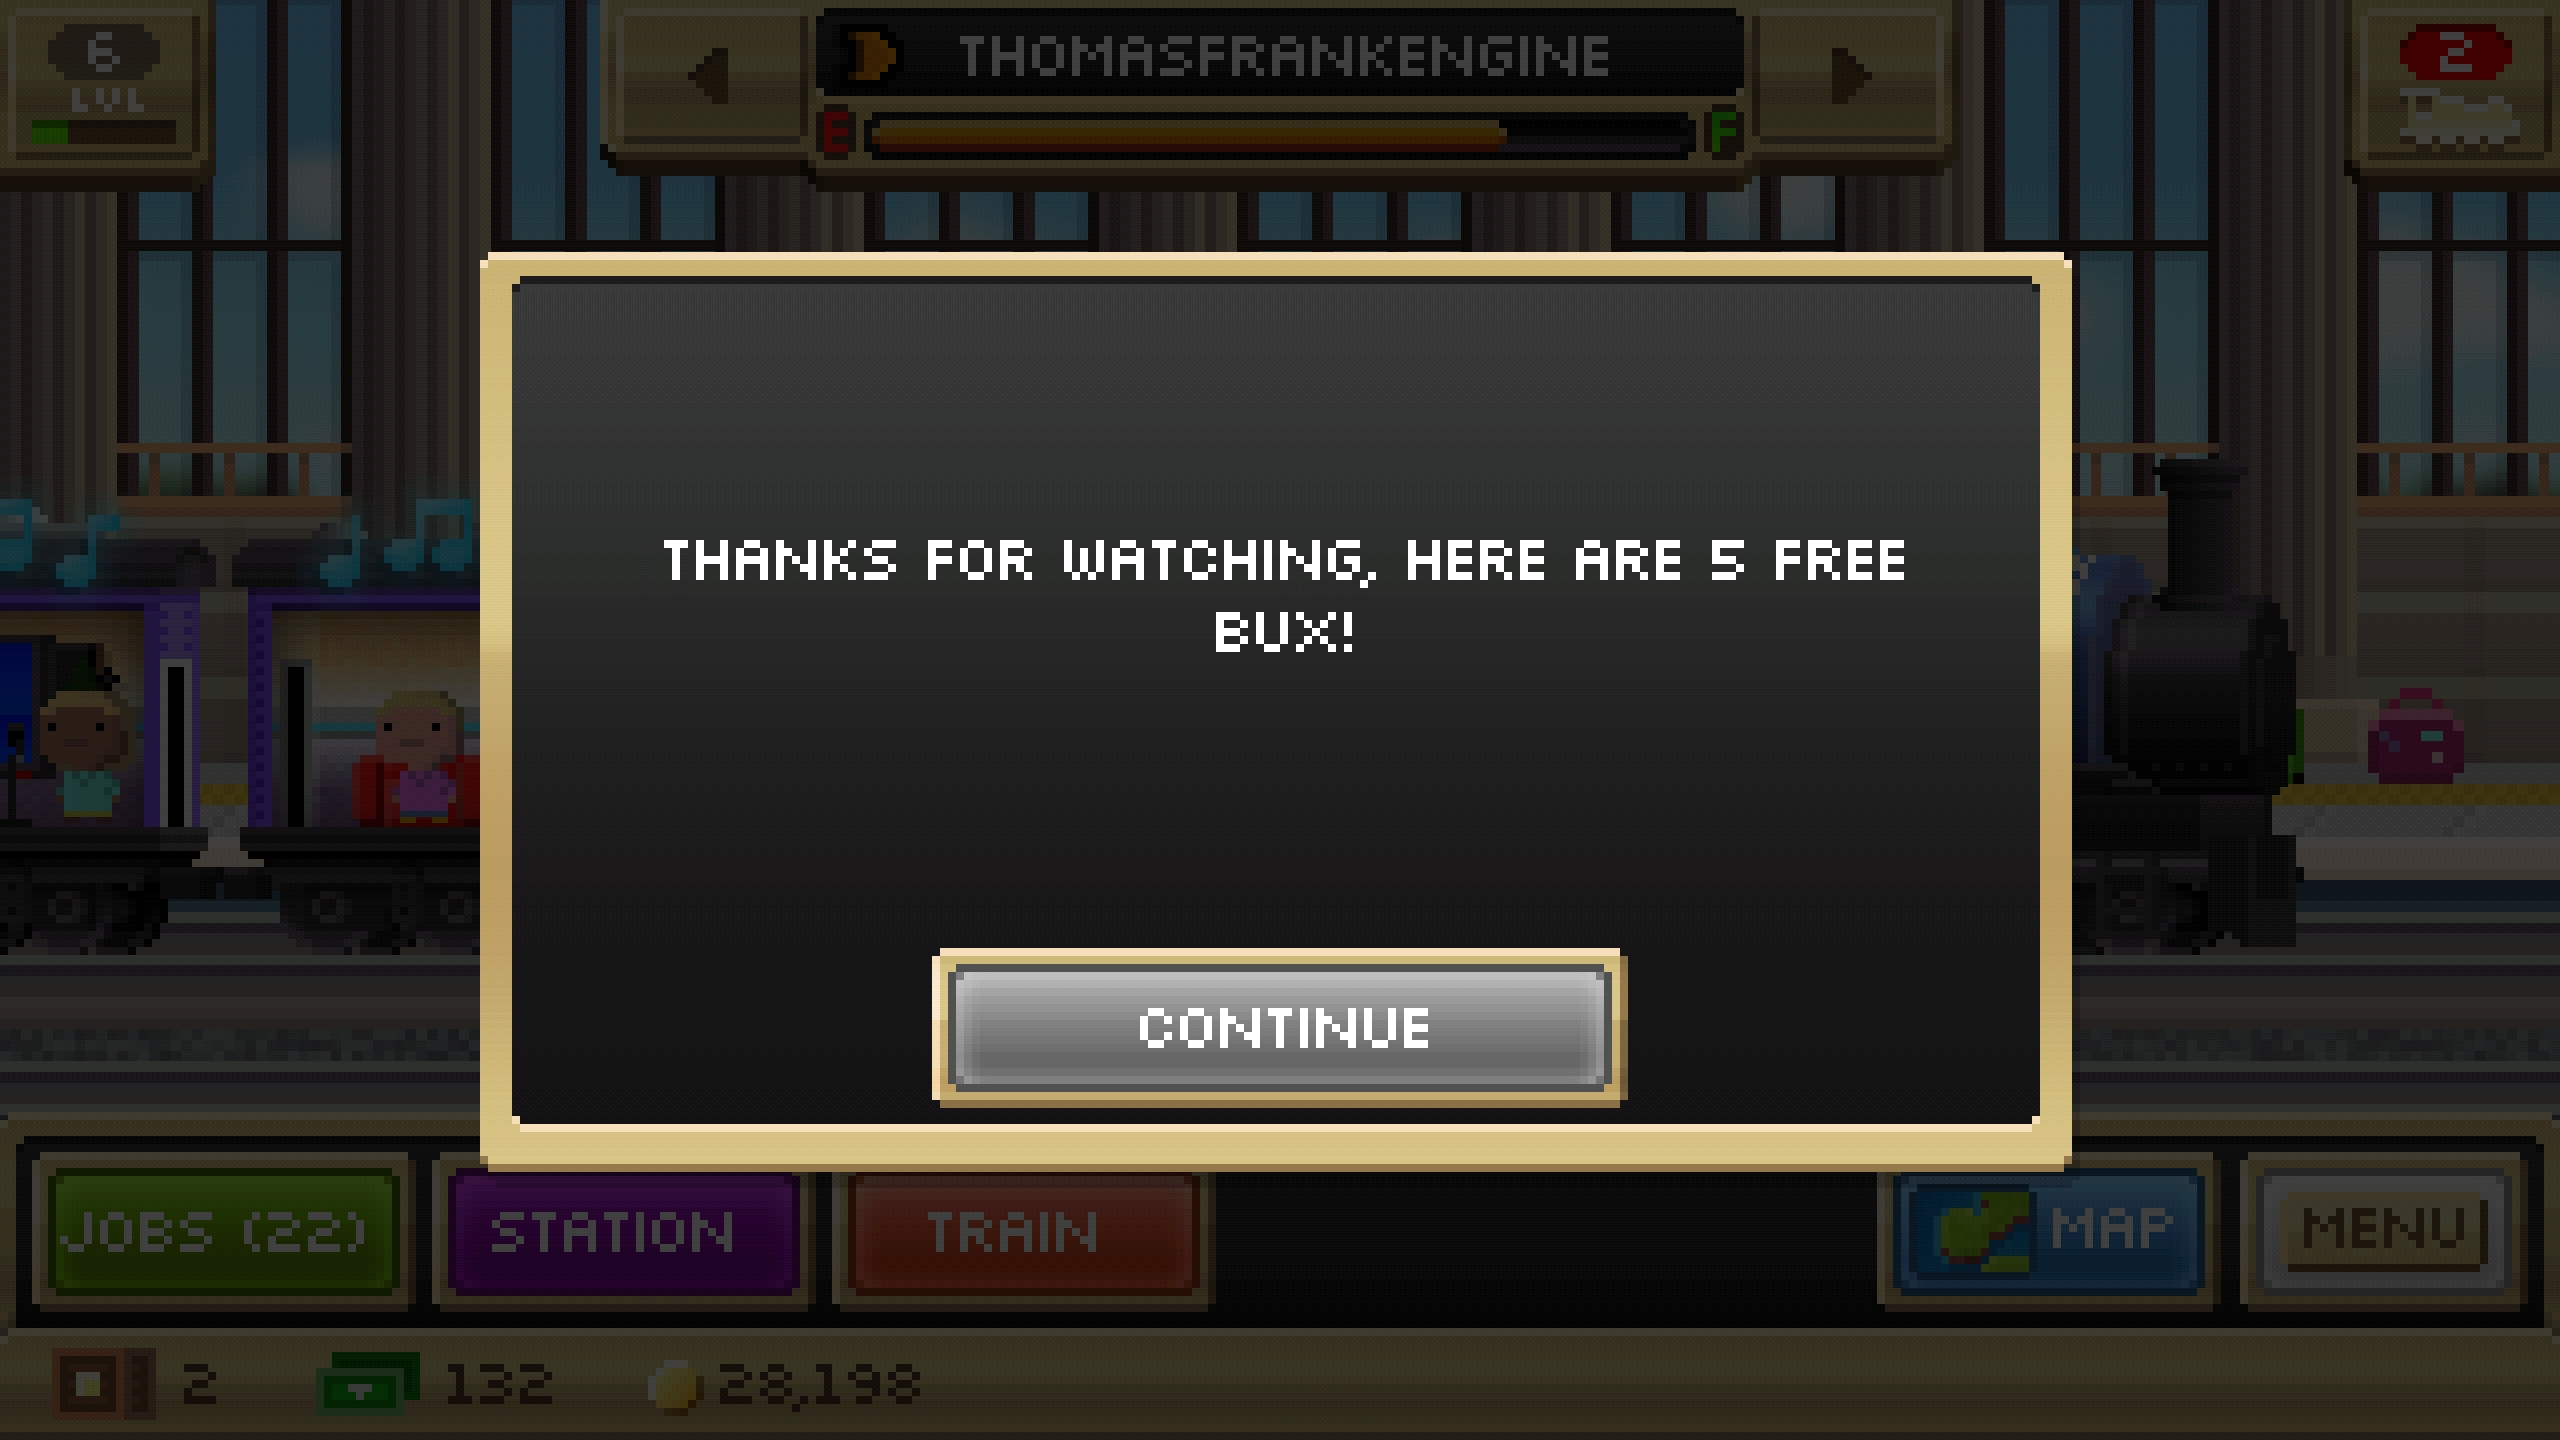 6
LVL
THOMASFRANKENGINE
E F
2
THANKS FOR WATCHING, HERE ARE 5 FREE
BUX!
CONTINUE
JOBS (22)
STATION
TRAIN
MAP
MENU
2
132
28,198